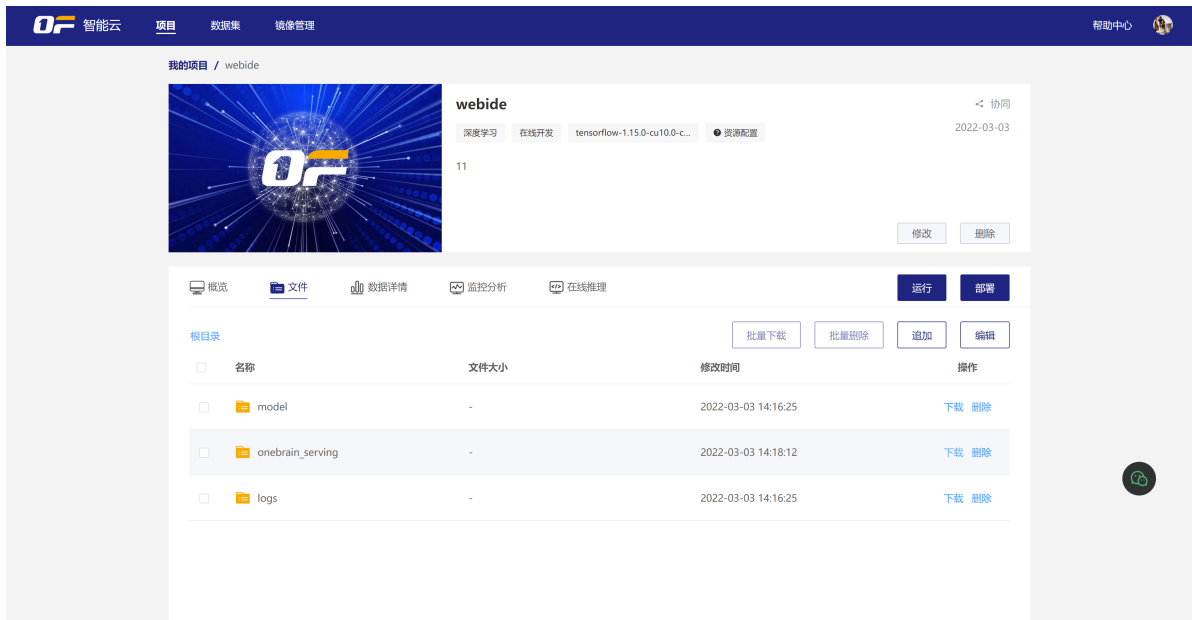 OF 智能云 项目 数据集 镜像管理 帮助中心
我的项目 / webide
OF
webide 协同
深度学习 在线开发 tensorflow-1.15.0-cu10.0-c... 资源配置 2022-03-03
11
修改 删除
概览 文件 数据详情 监控分析 在线推理 运行 部署
根目录 批量下载 批量删除 追加 编辑
名称 文件大小 修改时间 操作
model - 2022-03-03 14:16:25 下载 删除
onebrain_serving - 2022-03-03 14:18:12 下载 删除
logs - 2022-03-03 14:16:25 下载 删除